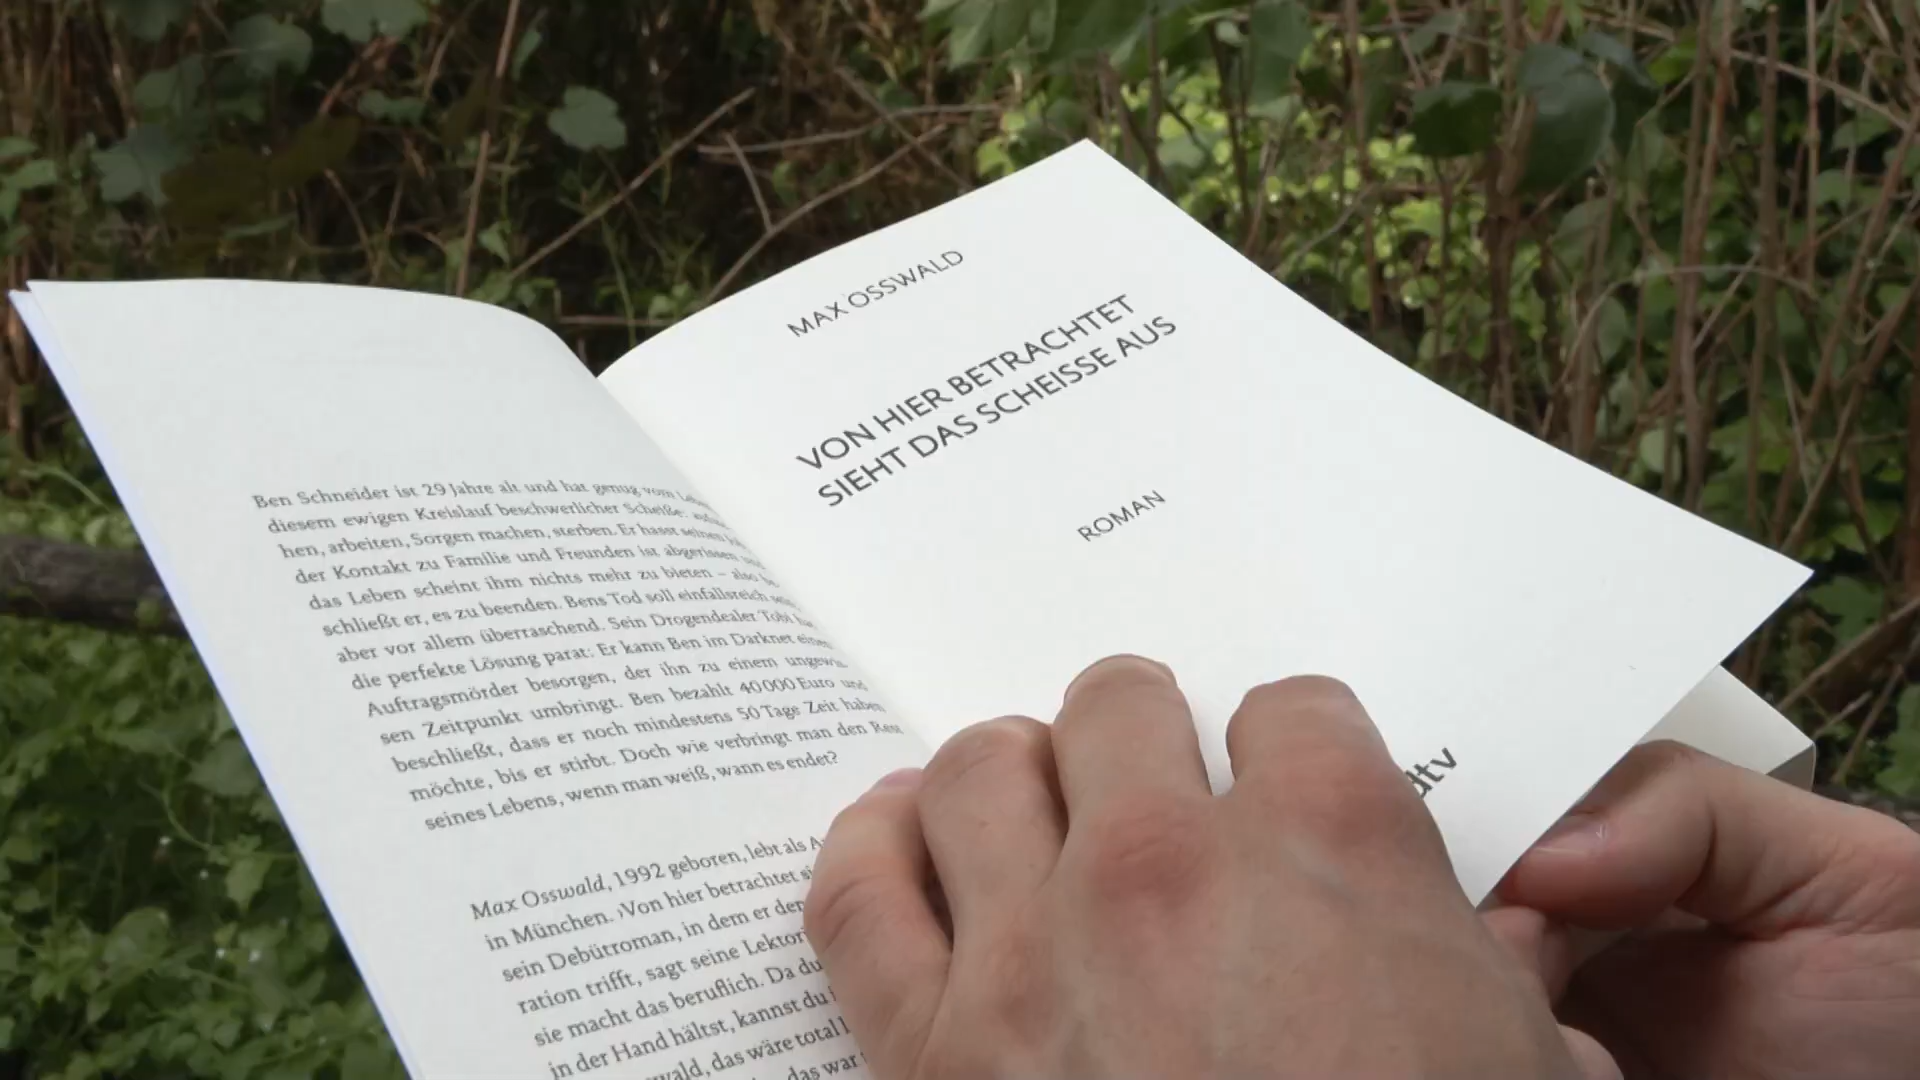 Ben Schneider ist 29 Jahre alt und hat genug vom
diesem ewigen Kreislauf beschwerlicher Scheiße:
hen, arbeiten, Sorgen machen, sterben. Er hasst seinen
der Kontakt zu Familie und Freunden ist abgerissen
das Leben scheint ihm nichts mehr zu bieten – also be-
schließt er, es zu beenden. Bens Tod soll einfallsreich
aber vor allem überraschend. Sein Drogendealer Tobi
die perfekte Lösung parat: Er kann Ben im Darknet einen
Auftragsmörder besorgen, der ihn zu einem ungewis-
sen Zeitpunkt umbringt. Ben bezahlt 40 000 Euro und
beschließt, dass er noch mindestens 50 Tage Zeit haben
möchte, bis er stirbt. Doch wie verbringt man den Rest
seines Lebens, wenn man weiß, wann es endet?
Max Osswald, 1992 geboren, lebt als
in München. ›Von hier betrachtet
sein Debütroman, in dem er den
ration trifft, sagt seine
sie macht das beruflich. Da du
in der Hand hältst, kannst du
das wäre total
das war
MAX OSSWALD
VON HIER BETRACHTET
SIEHT DAS SCHEISSE AUS
ROMAN
dtv